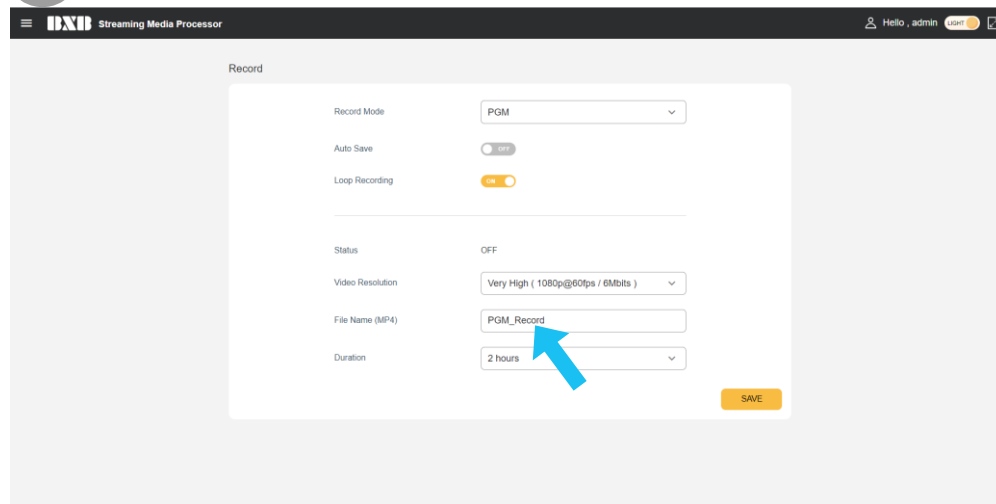 BXB Streaming Media Processor
Hello , admin LIGHT
Record
Record Mode PGM
Auto Save OFF
Loop Recording ON
Status OFF
Video Resolution Very High ( 1080p@60fps / 6Mbits )
File Name (MP4) PGM_Record
Duration 2 hours
SAVE